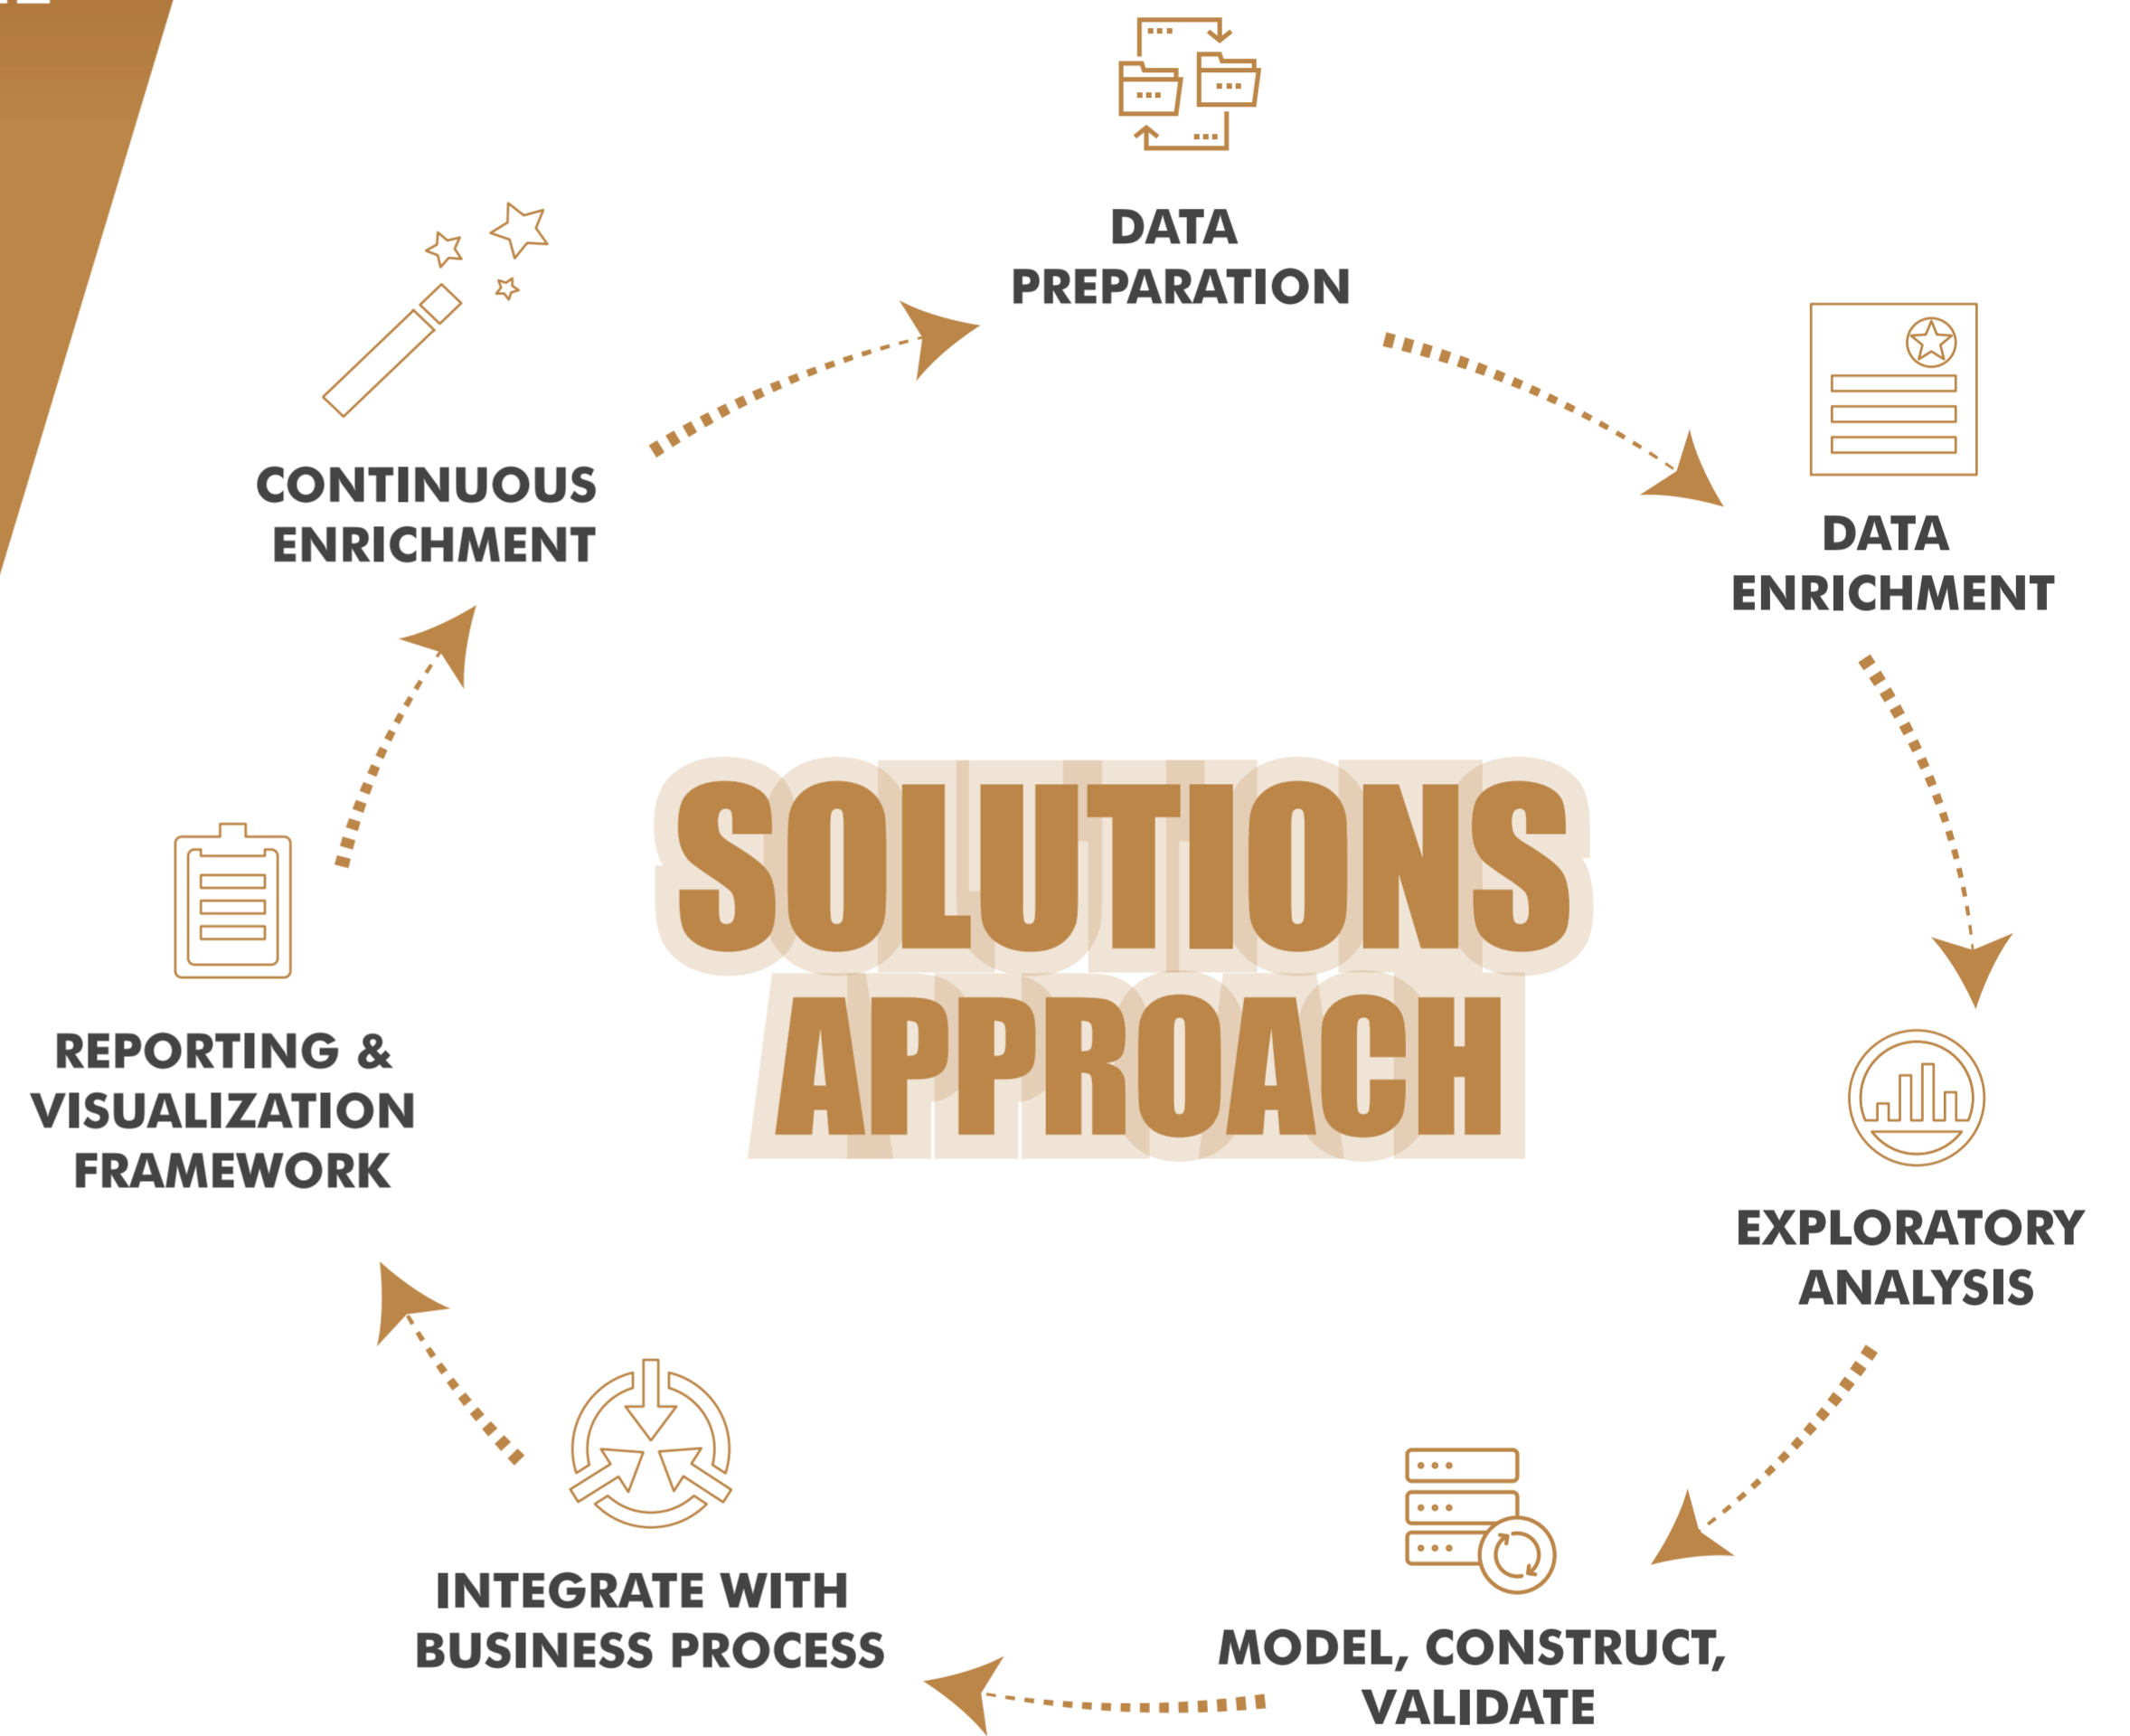 DATA
PREPARATION
DATA
ENRICHMENT
EXPLORATORY
ANALYSIS
MODEL, CONSTRUCT,
VALIDATE
INTEGRATE WITH
BUSINESS PROCESS
REPORTING &
VISUALIZATION
FRAMEWORK
CONTINUOUS
ENRICHMENT
SOLUTIONS
APPROACH